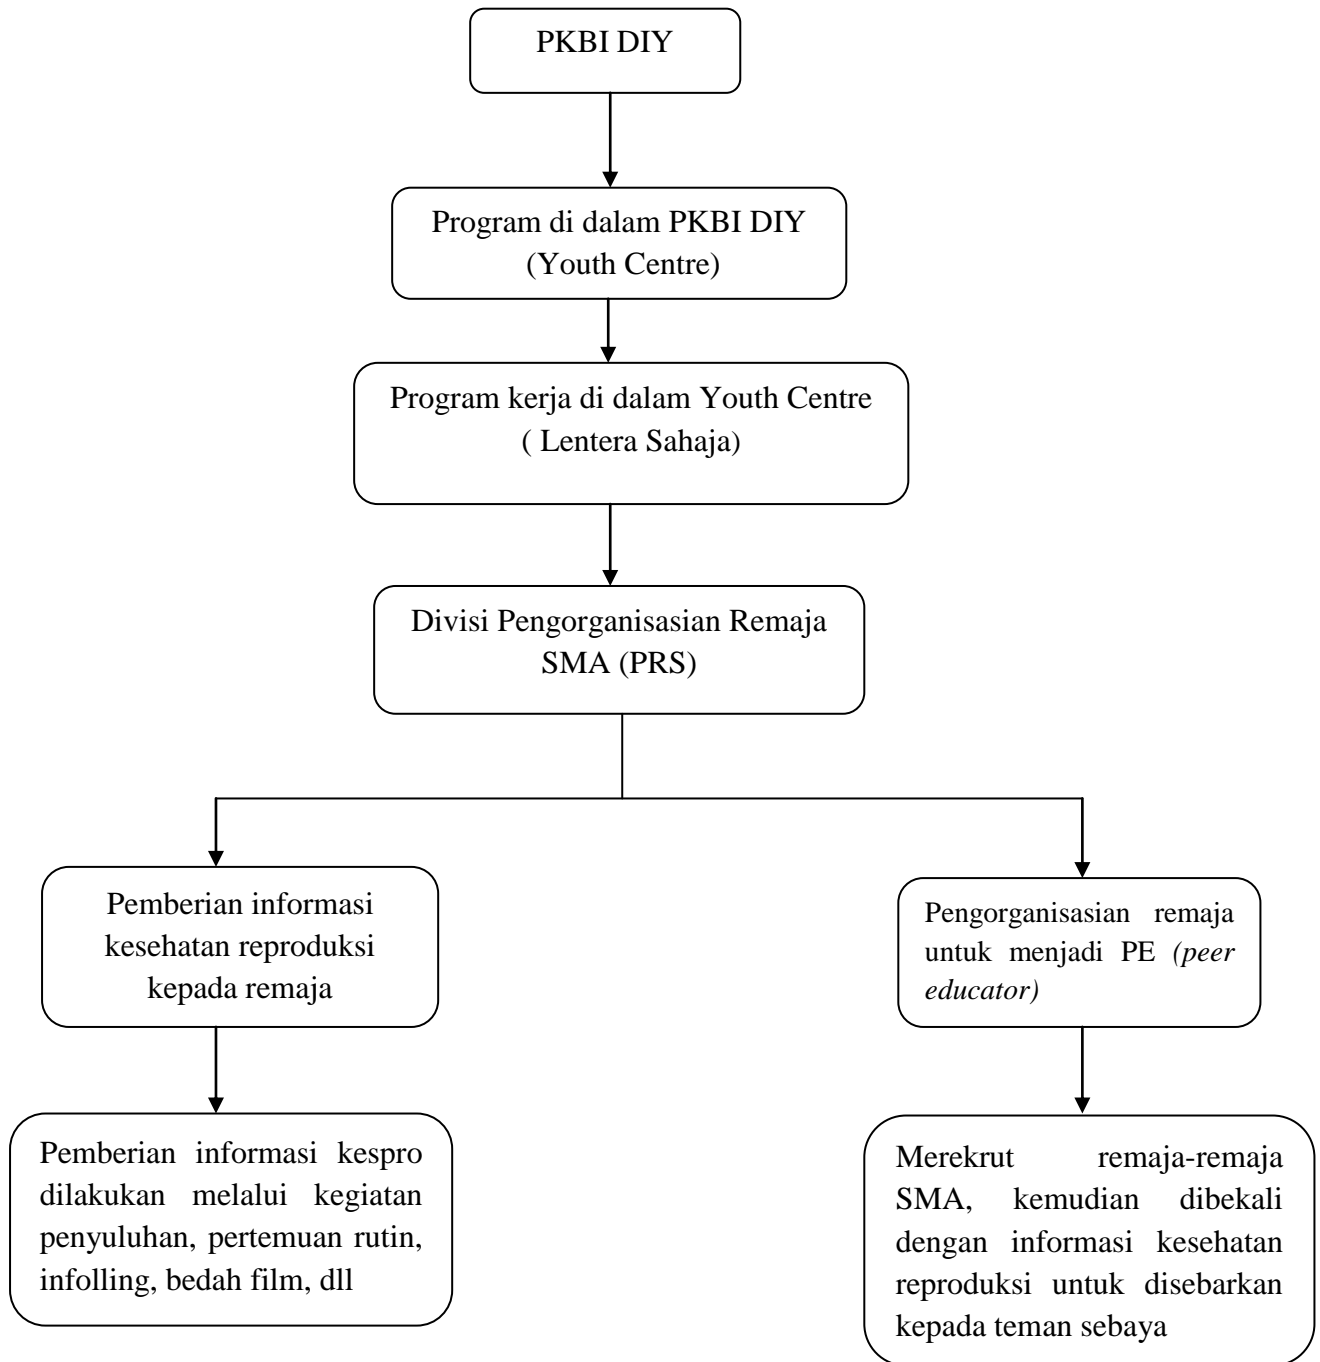 PKBI DIY
Program di dalam PKBI DIY
(Youth Centre)
Program kerja di dalam Youth Centre
( Lentera Sahaja)
Divisi Pengorganisasian Remaja
SMA (PRS)
Pemberian informasi
kesehatan reproduksi
kepada remaja
Pengorganisasian remaja
untuk menjadi PE (peer
educator)
Pemberian informasi kespro
dilakukan melalui kegiatan
penyuluhan, pertemuan rutin,
infolling, bedah film, dll
Merekrut remaja-remaja
SMA, kemudian dibekali
dengan informasi kesehatan
reproduksi untuk disebarkan
kepada teman sebaya